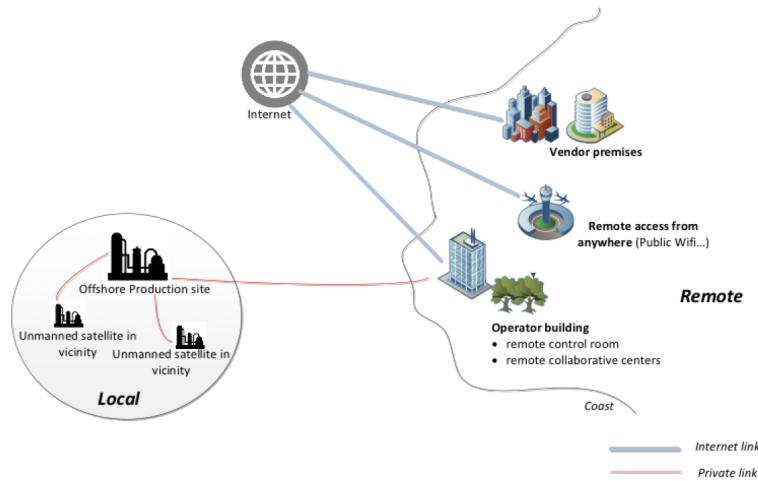 Internet
Vendor premises
Remote access from
anywhere (Public Wifi...)
Offshore Production site
Unmanned satellite in
vicinity
Unmanned satellite in
vicinity
Local
Remote
Operator building
• remote control room
• remote collaborative centers
Coast
Internet link
Private link